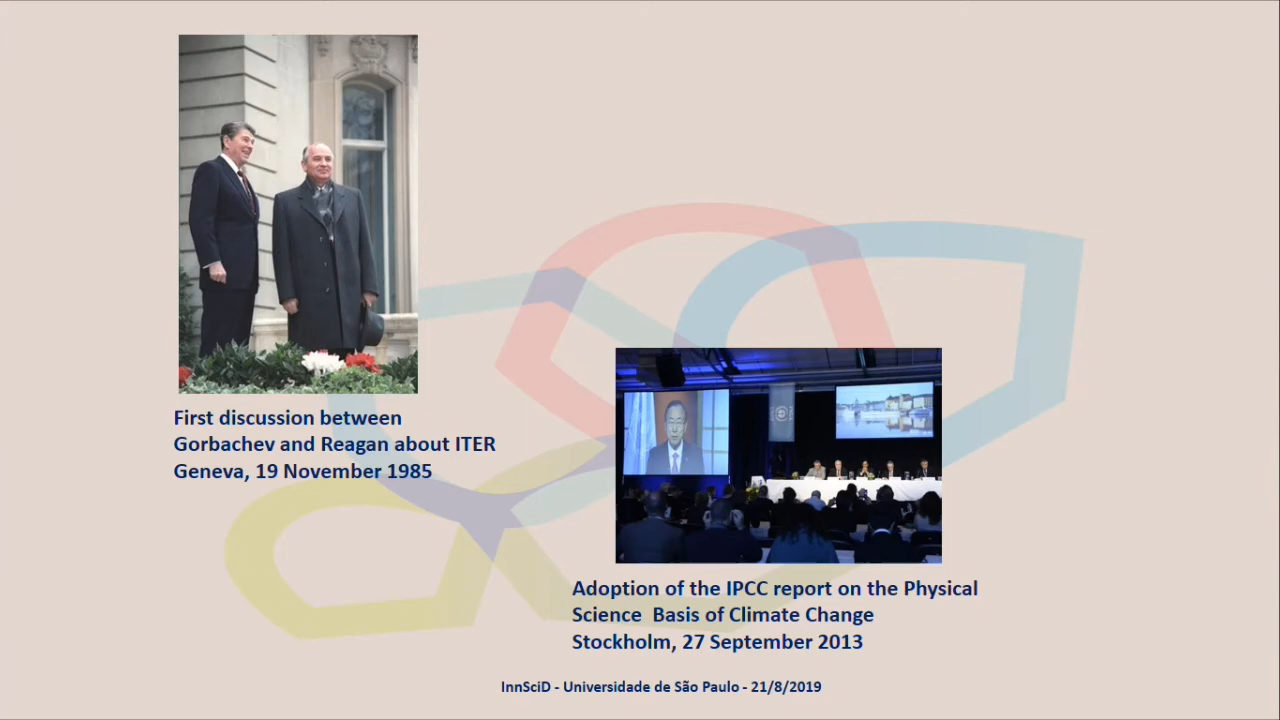 First discussion between
Gorbachev and Reagan about ITER
Geneva, 19 November 1985
Adoption of the IPCC report on the Physical
Science Basis of Climate Change
Stockholm, 27 September 2013
InnSciD - Universidade de São Paulo - 21/8/2019